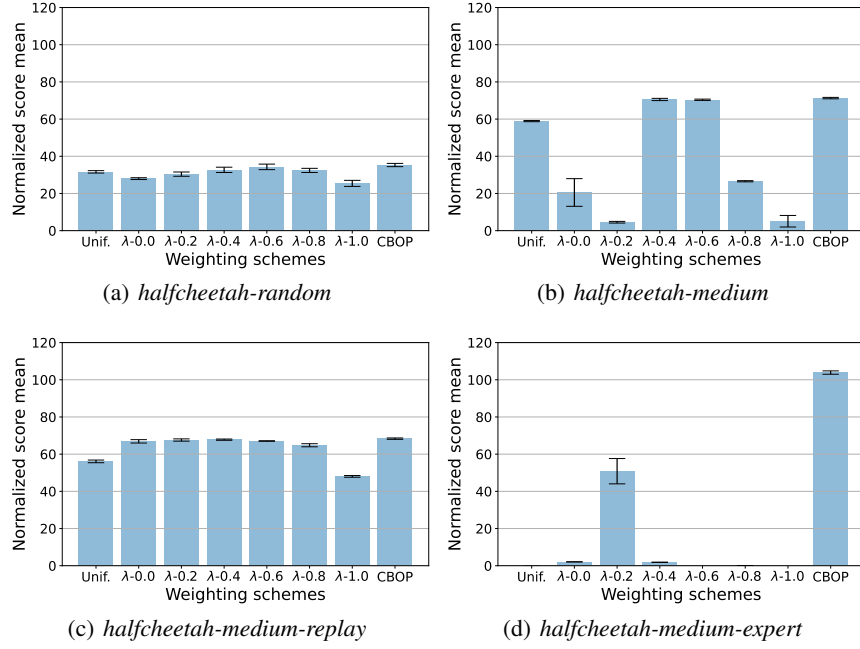 120
100
80
60
40
20
0
Normalized score mean
Unif. λ-0.0 λ-0.2 λ-0.4 λ-0.6 λ-0.8 λ-1.0 CBOP
Weighting schemes
(a) halfcheetah-random
120
100
80
60
40
20
0
Normalized score mean
Unif. λ-0.0 λ-0.2 λ-0.4 λ-0.6 λ-0.8 λ-1.0 CBOP
Weighting schemes
(b) halfcheetah-medium
120
100
80
60
40
20
0
Normalized score mean
Unif. λ-0.0 λ-0.2 λ-0.4 λ-0.6 λ-0.8 λ-1.0 CBOP
Weighting schemes
(c) halfcheetah-medium-replay
120
100
80
60
40
20
0
Normalized score mean
Unif. λ-0.0 λ-0.2 λ-0.4 λ-0.6 λ-0.8 λ-1.0 CBOP
Weighting schemes
(d) halfcheetah-medium-expert